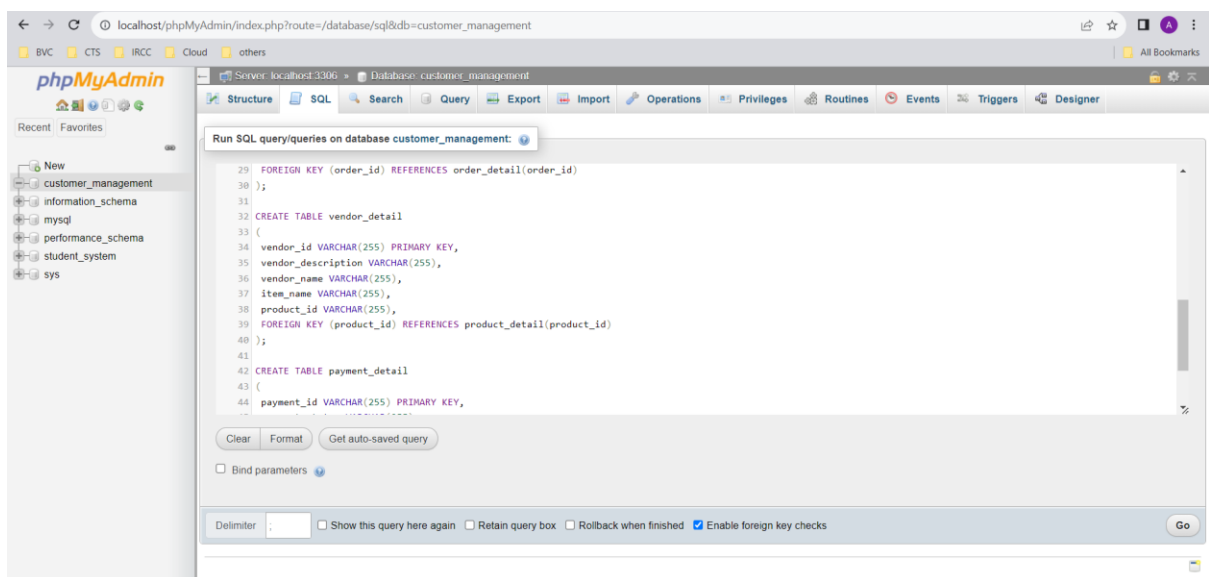 localhost/phpMyAdmin/index.php?route=/database/sql&db=customer_management
A
BVC CTS IRCC Cloud others All Bookmarks
phpMyAdmin
Server: localhost:3306 » Database: customer_management
Structure SQL Search Query Export Import Operations Privileges Routines Events Triggers Designer
Recent Favorites
New
customer_management
information_schema
mysql
performance_schema
student_system
sys
Run SQL query/queries on database customer_management:
29 FOREIGN KEY (order_id) REFERENCES order_detail(order_id)
30 );
31
32 CREATE TABLE vendor_detail
33 (
34 vendor_id VARCHAR(255) PRIMARY KEY,
35 vendor_description VARCHAR(255),
36 vendor_name VARCHAR(255),
37 item_name VARCHAR(255),
38 product_id VARCHAR(255),
39 FOREIGN KEY (product_id) REFERENCES product_detail(product_id)
40 );
41
42 CREATE TABLE payment_detail
43 (
44 payment_id VARCHAR(255) PRIMARY KEY,
Clear Format Get auto-saved query
Bind parameters
Delimiter ; Show this query here again Retain query box Rollback when finished Enable foreign key checks Go